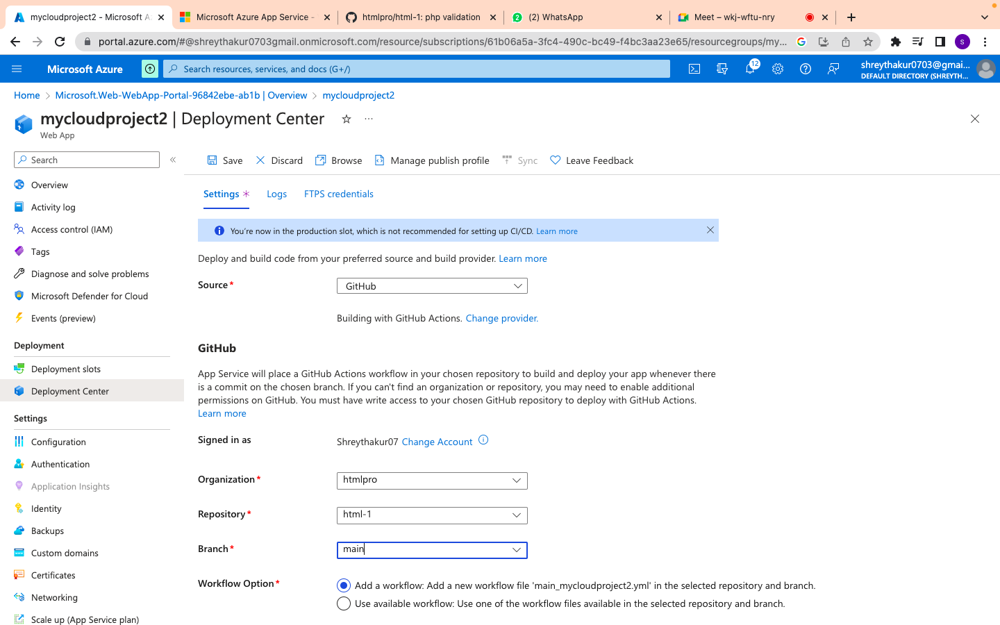 mycloudproject2 - Microsoft A
Microsoft Azure App Service -
htmlpro/html-1: php validation
2
(2) WhatsApp
Meet – wkj-wftu-nry
portal.azure.com/#@shreythakur0703gmail.onmicrosoft.com/resource/subscriptions/61b06a5a-3fc4-490c-bc49-f4bc3aa23e65/resourcegroups/my...
S
Microsoft Azure
Search resources, services, and docs (G+/)
12
shreythakur0703@gmai...
DEFAULT DIRECTORY (SHREYTH...
Home > Microsoft.Web-WebApp-Portal-96842ebe-ab1b | Overview > mycloudproject2
mycloudproject2 | Deployment Center
...
Web App
Search
«
Save
Discard
Browse
Manage publish profile
Sync
Leave Feedback
Overview
Activity log
Access control (IAM)
Tags
Diagnose and solve problems
Microsoft Defender for Cloud
Events (preview)
Deployment
Deployment slots
Deployment Center
Settings
Configuration
Authentication
Application Insights
Identity
Backups
Custom domains
Certificates
Networking
Scale up (App Service plan)
Settings *
Logs
FTPS credentials
You're now in the production slot, which is not recommended for setting up CI/CD. Learn more
Deploy and build code from your preferred source and build provider. Learn more
Source*
GitHub
Building with GitHub Actions. Change provider.
GitHub
App Service will place a GitHub Actions workflow in your chosen repository to build and deploy your app whenever there
is a commit on the chosen branch. If you can't find an organization or repository, you may need to enable additional
permissions on GitHub. You must have write access to your chosen GitHub repository to deploy with GitHub Actions.
Learn more
Signed in as
Shreythakur07 Change Account
Organization*
htmlpro
Repository*
html-1
Branch*
main
Workflow Option*
Add a workflow: Add a new workflow file 'main_mycloudproject2.yml' in the selected repository and branch.
Use available workflow: Use one of the workflow files available in the selected repository and branch.